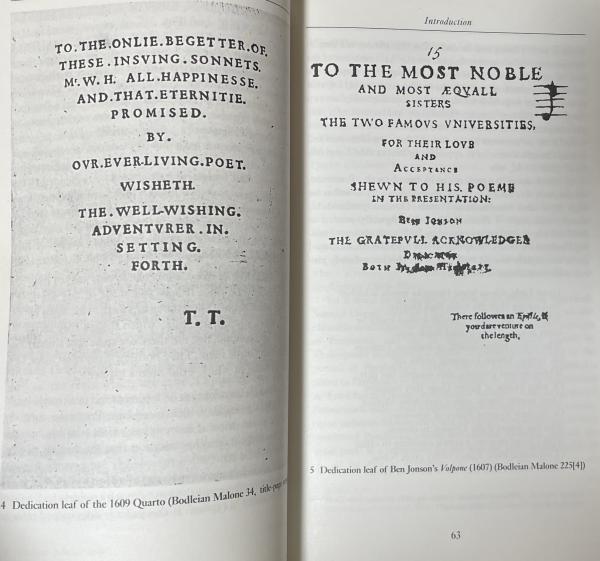 TO.THE.ONLIE.BEGETTER.OF.
THESE.INSVING.SONNETS.
Mr.W.H. ALL.HAPPINESSE.
AND.THAT.ETERNITIE.
PROMISED.
BY.
OVR.EVER-LIVING.POET.
WISHETH.
THE.WELL-WISHING.
ADVENTVRER.IN.
SETTING.
FORTH.
T. T.
4 Dedication leaf of the 1609 Quarto (Bodleian Malone 34, title-page
Introduction
15
TO THE MOST NOBLE
AND MOST ÆQVALL
SISTERS
THE TWO FAMOVS VNIVERSITIES,
FOR THEIR LOVE
AND
ACCEPTANCE
SHEWN TO HIS POEME
IN THE PRESENTATION:
BEN IONSON
THE GRATEFVLL ACKNOWLEDGER
BOTH
There followes an Epistle, if
you dare venture on
the length.
5 Dedication leaf of Ben Jonson's Volpone (1607) (Bodleian Malone 225[4])
63